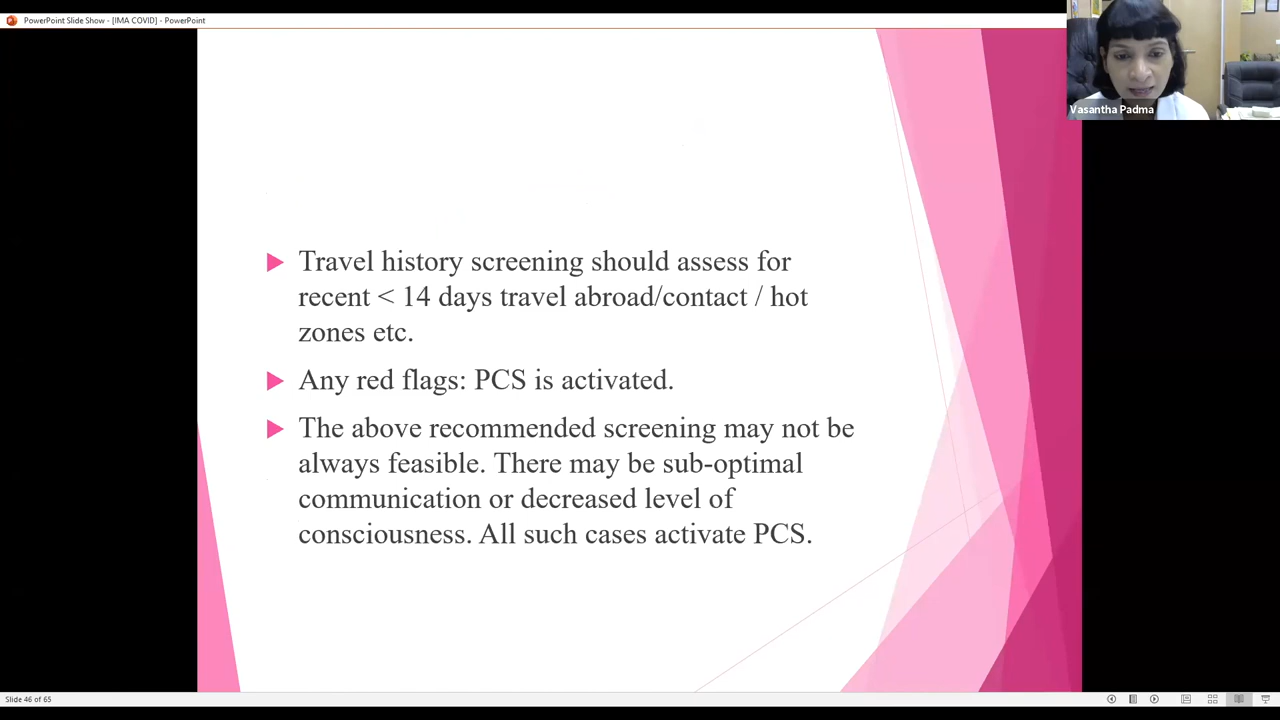 PowerPoint Slide Show - [IMA COVID] - PowerPoint
Vasantha Padma
Travel history screening should assess for
recent < 14 days travel abroad/contact / hot
zones etc.
Any red flags: PCS is activated.
The above recommended screening may not be
always feasible. There may be sub-optimal
communication or decreased level of
consciousness. All such cases activate PCS.
Slide 46 of 65